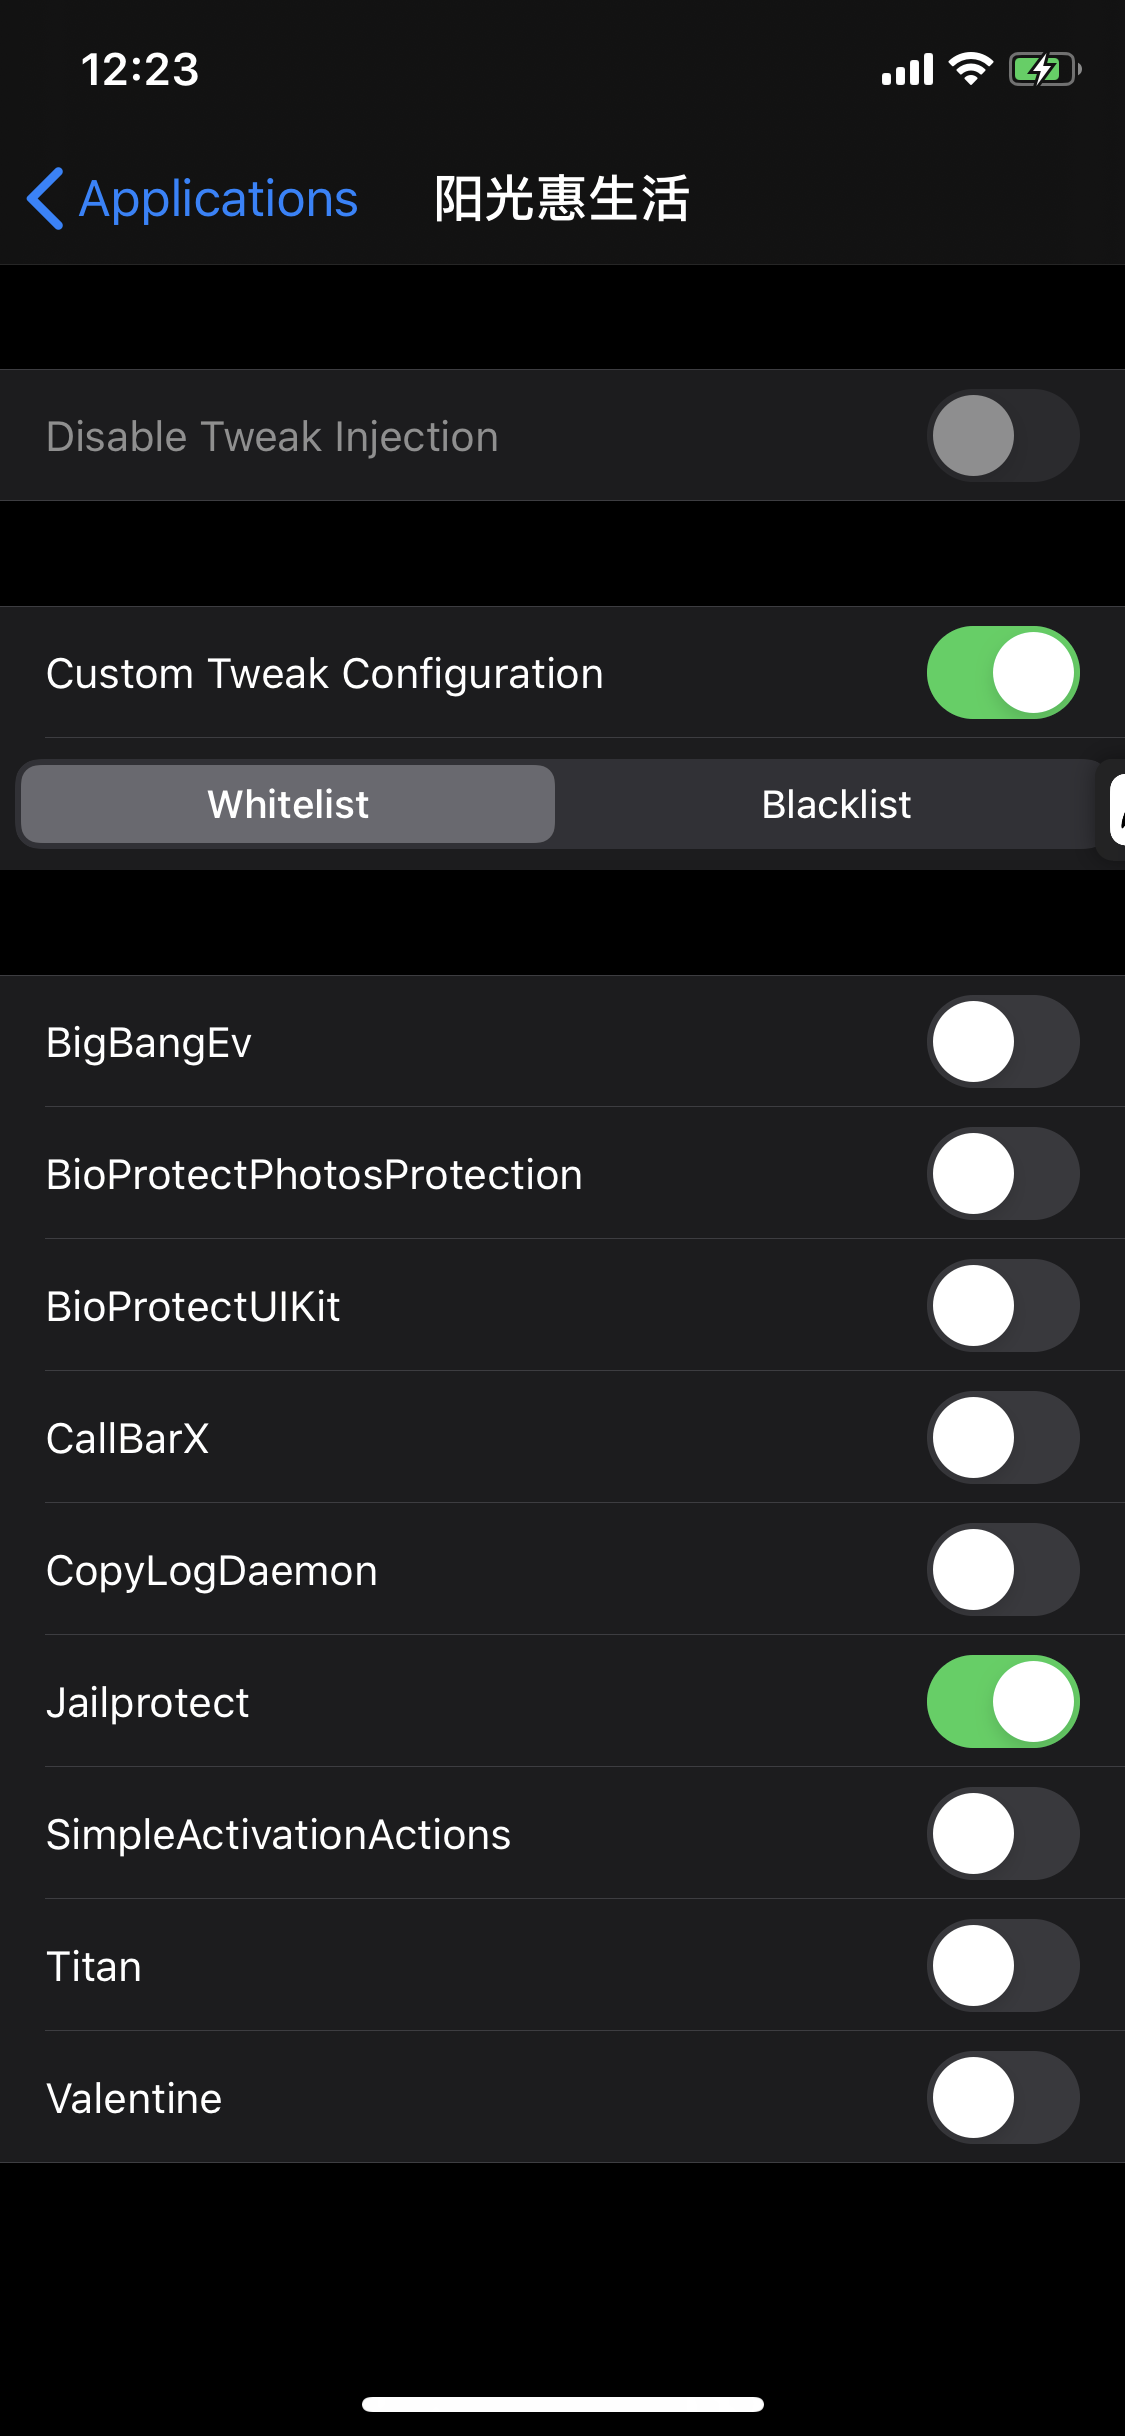 12:23
Applications
阳光惠生活
Disable Tweak Injection
Custom Tweak Configuration
Whitelist
Blacklist
BigBangEv
BioProtectPhotosProtection
BioProtectUIKit
CallBarX
CopyLogDaemon
Jailprotect
SimpleActivationActions
Titan
Valentine